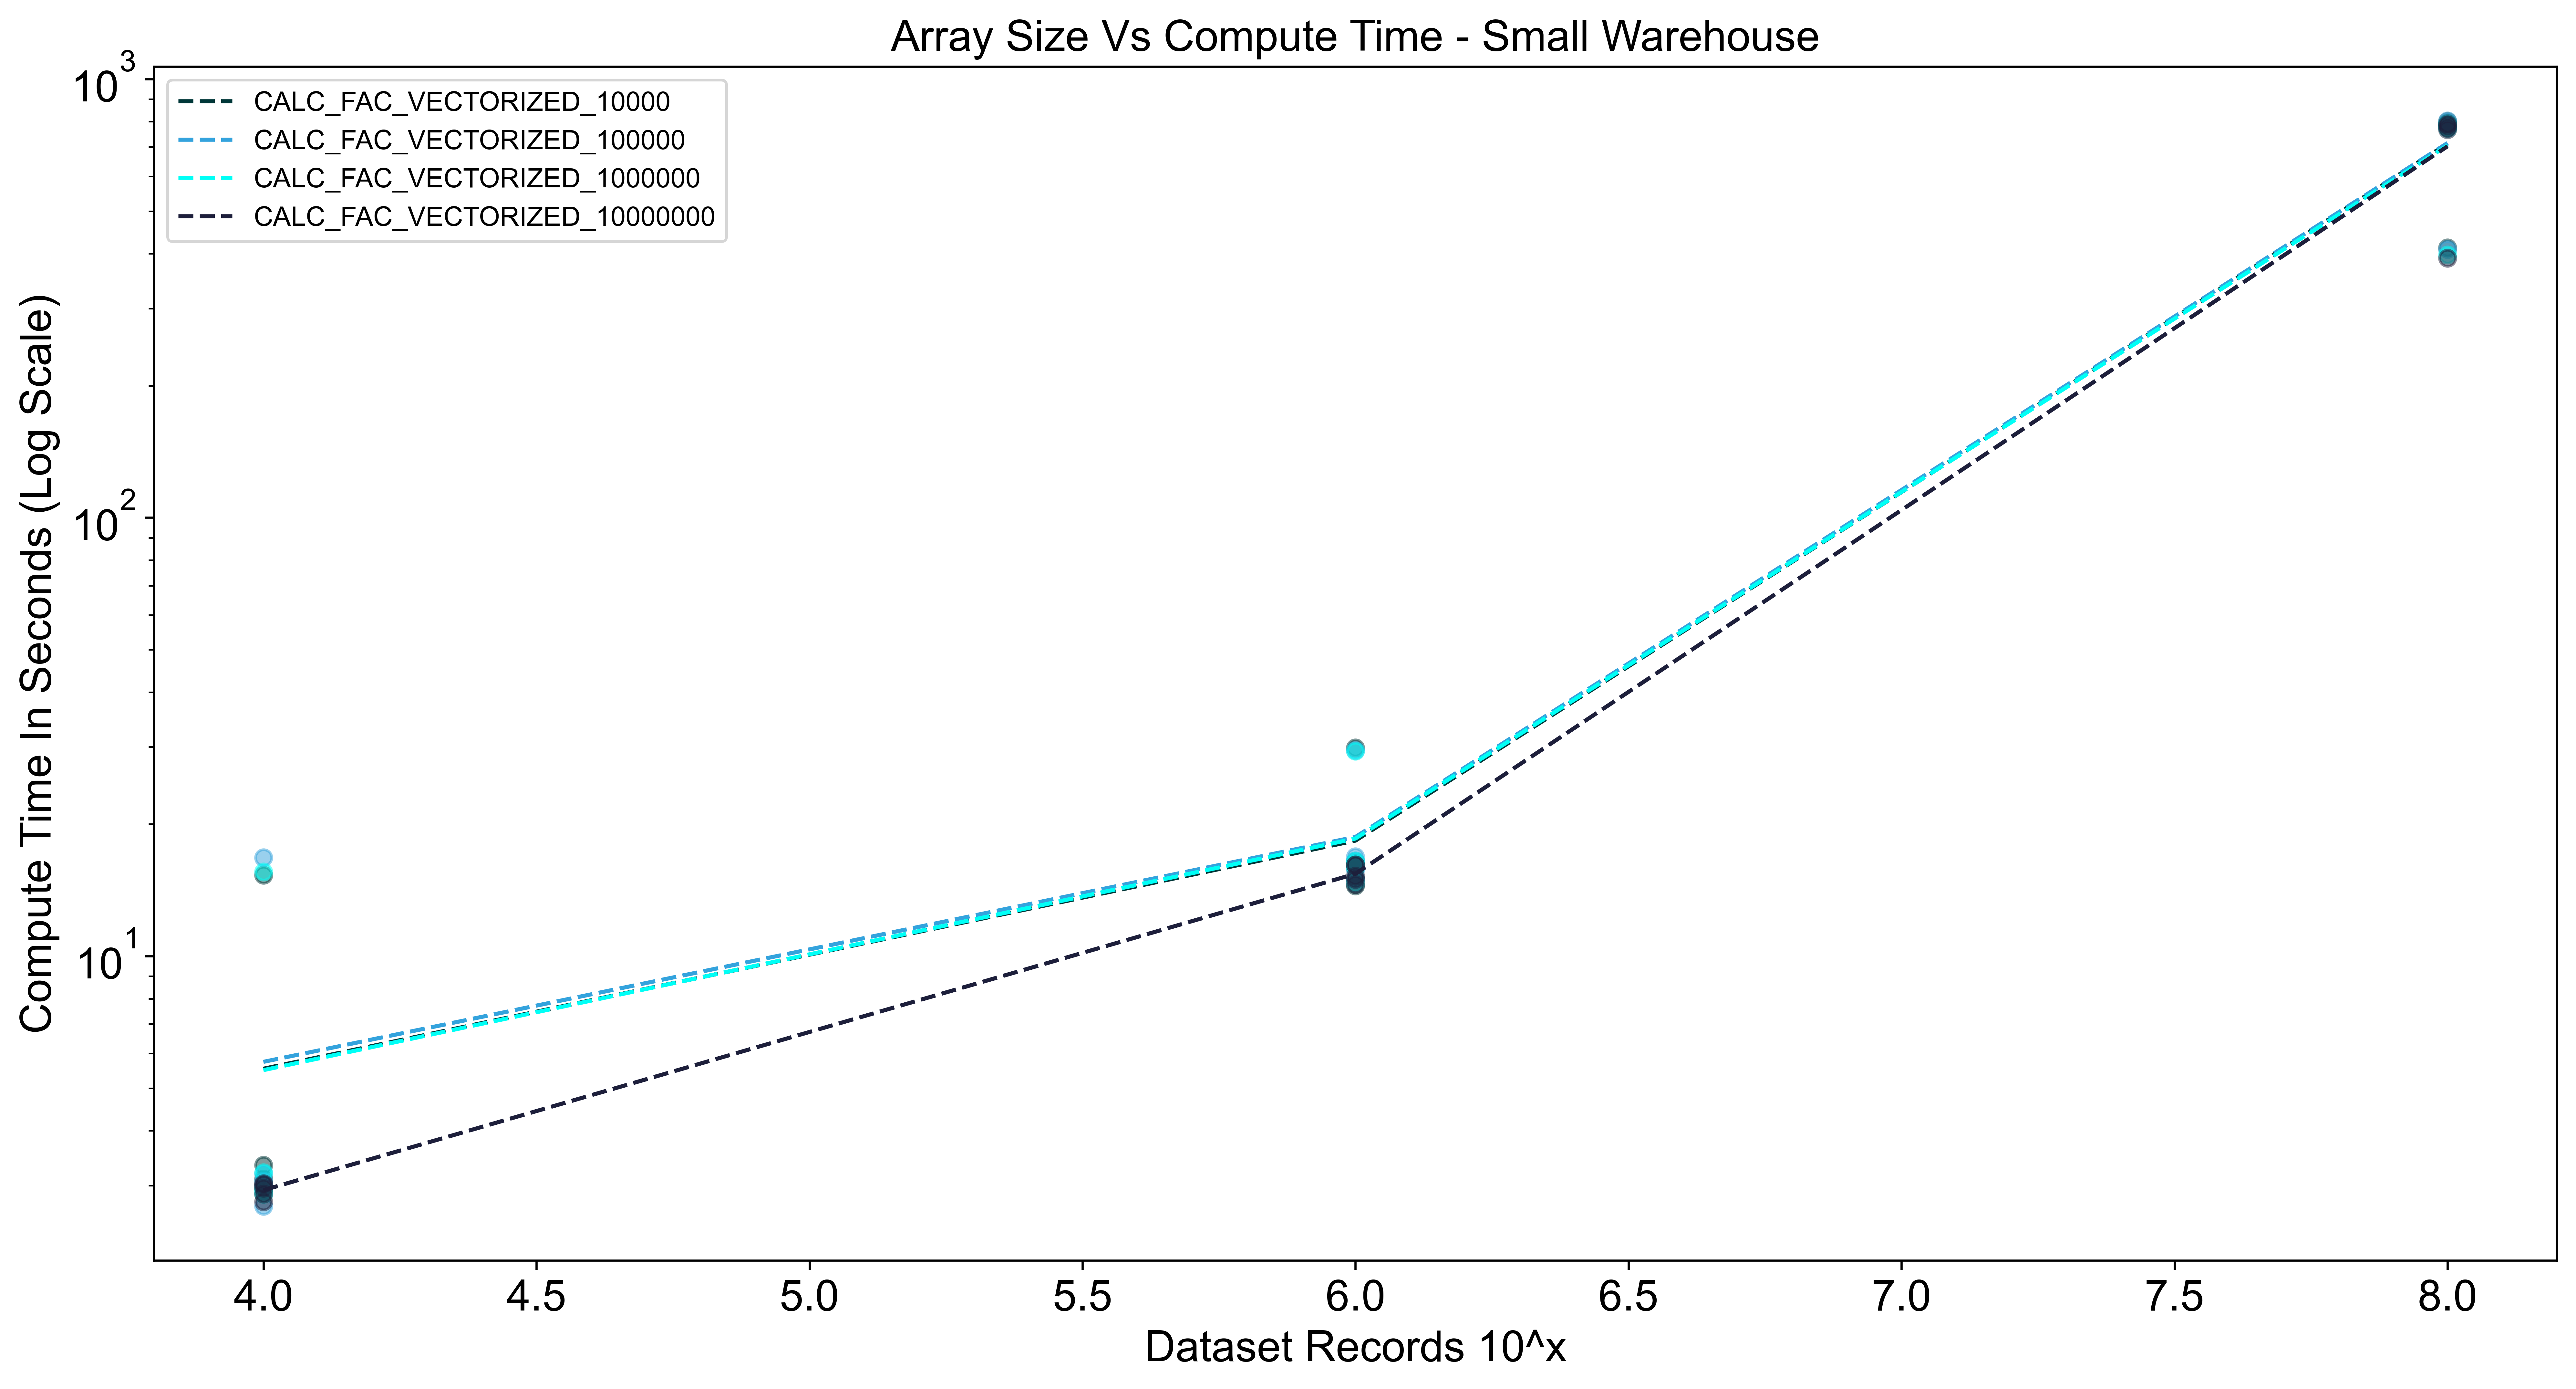 Array Size Vs Compute Time - Small Warehouse
CALC_FAC_VECTORIZED_10000
CALC_FAC_VECTORIZED_100000
CALC_FAC_VECTORIZED_1000000
CALC_FAC_VECTORIZED_10000000
Compute Time In Seconds (Log Scale)
10^3
10^2
10^1
4.0 4.5 5.0 5.5 6.0 6.5 7.0 7.5 8.0
Dataset Records 10^x